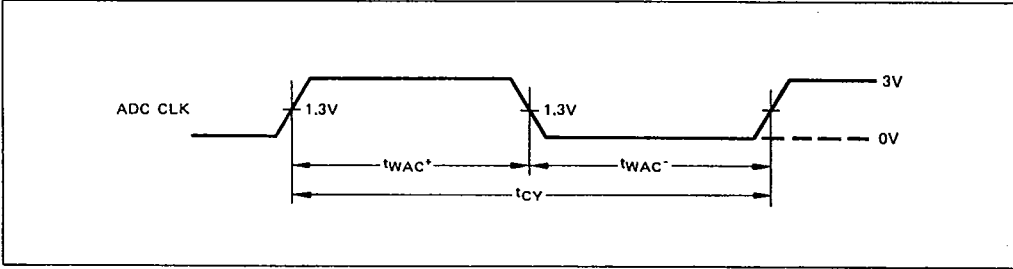 3V
ADC CLK 1.3V 1.3V
0V
tWAC+ tWAC-
tCY